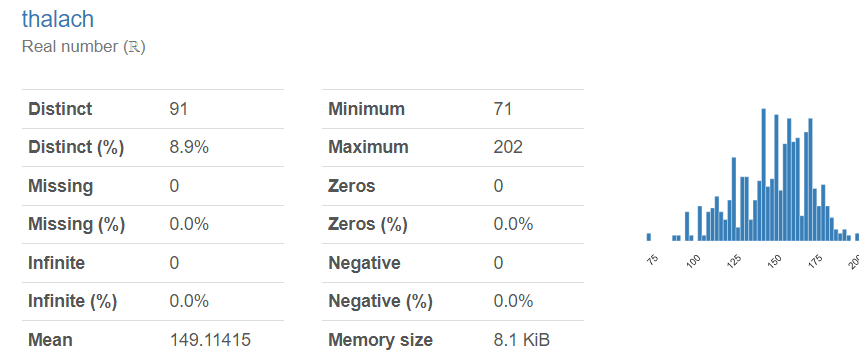 thalach
Real number (ℝ)
Distinct 91 Minimum 71
Distinct (%) 8.9% Maximum 202
Missing 0 Zeros 0
Missing (%) 0.0% Zeros (%) 0.0%
Infinite 0 Negative 0
Infinite (%) 0.0% Negative (%) 0.0%
Mean 149.11415 Memory size 8.1 KiB
75 100 125 150 175